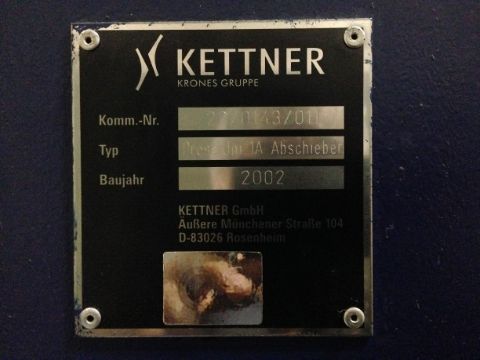 KETTNER
KRONES GRUPPE
Komm.-Nr.
Typ Abschieber
Baujahr 2002
KETTNER GmbH
Äußere Münchener Straße 104
D-83026 Rosenheim